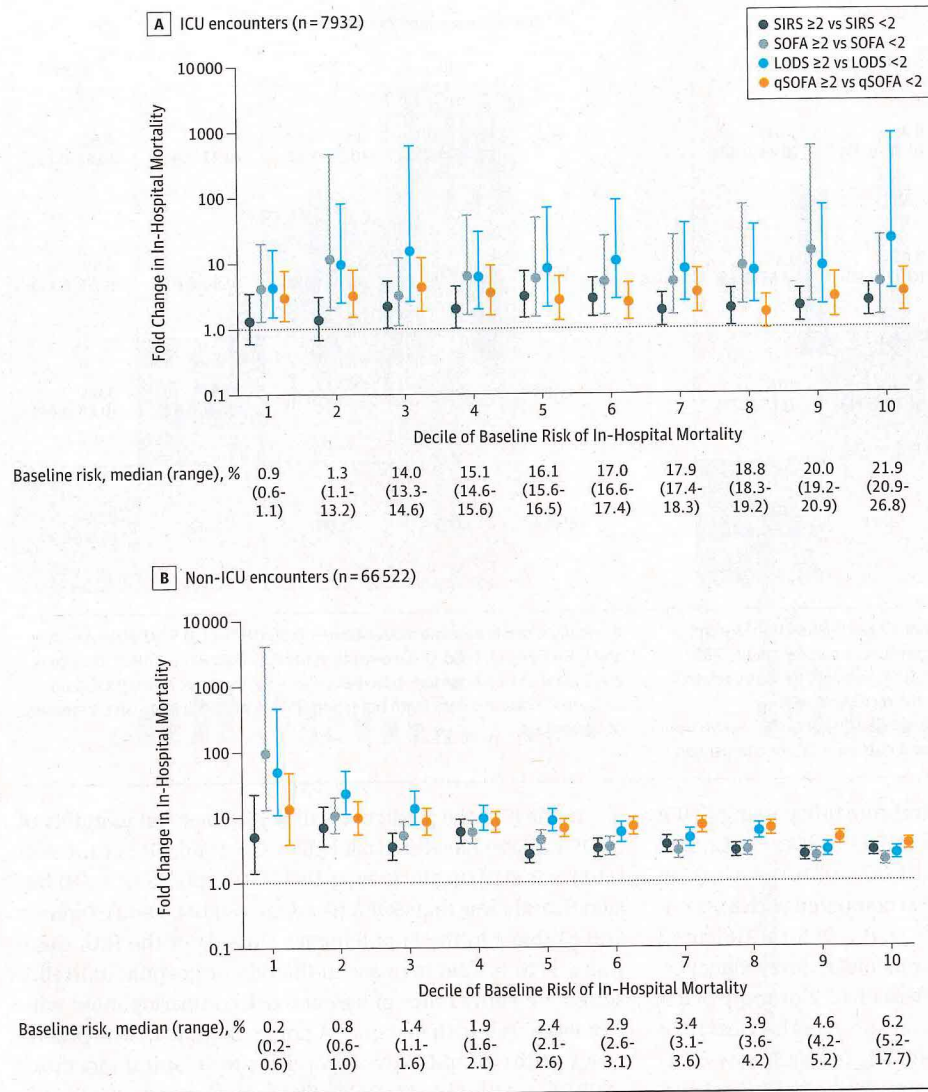 A ICU encounters (n=7932)
SIRS ≥2 vs SIRS <2
SOFA ≥2 vs SOFA <2
LODS ≥2 vs LODS <2
qSOFA ≥2 vs qSOFA <2
Fold Change in In-Hospital Mortality
10000
1000
100
10
1.0
0.1
1 2 3 4 5 6 7 8 9 10
Decile of Baseline Risk of In-Hospital Mortality
Baseline risk, median (range), % 0.9 1.3 14.0 15.1 16.1 17.0 17.9 18.8 20.0 21.9
(0.6- (1.1- (13.3- (14.6- (15.6- (16.6- (17.4- (18.3- (19.2- (20.9-
1.1) 13.2) 14.6) 15.6) 16.5) 17.4) 18.3) 19.2) 20.9) 26.8)
B Non-ICU encounters (n=66522)
Fold Change in In-Hospital Mortality
10000
1000
100
10
1.0
0.1
1 2 3 4 5 6 7 8 9 10
Decile of Baseline Risk of In-Hospital Mortality
Baseline risk, median (range), % 0.2 0.8 1.4 1.9 2.4 2.9 3.4 3.9 4.6 6.2
(0.2- (0.6- (1.1- (1.6- (2.1- (2.6- (3.1- (3.6- (4.2- (5.2-
0.6) 1.0) 1.6) 2.1) 2.6) 3.1) 3.6) 4.2) 5.2) 17.7)